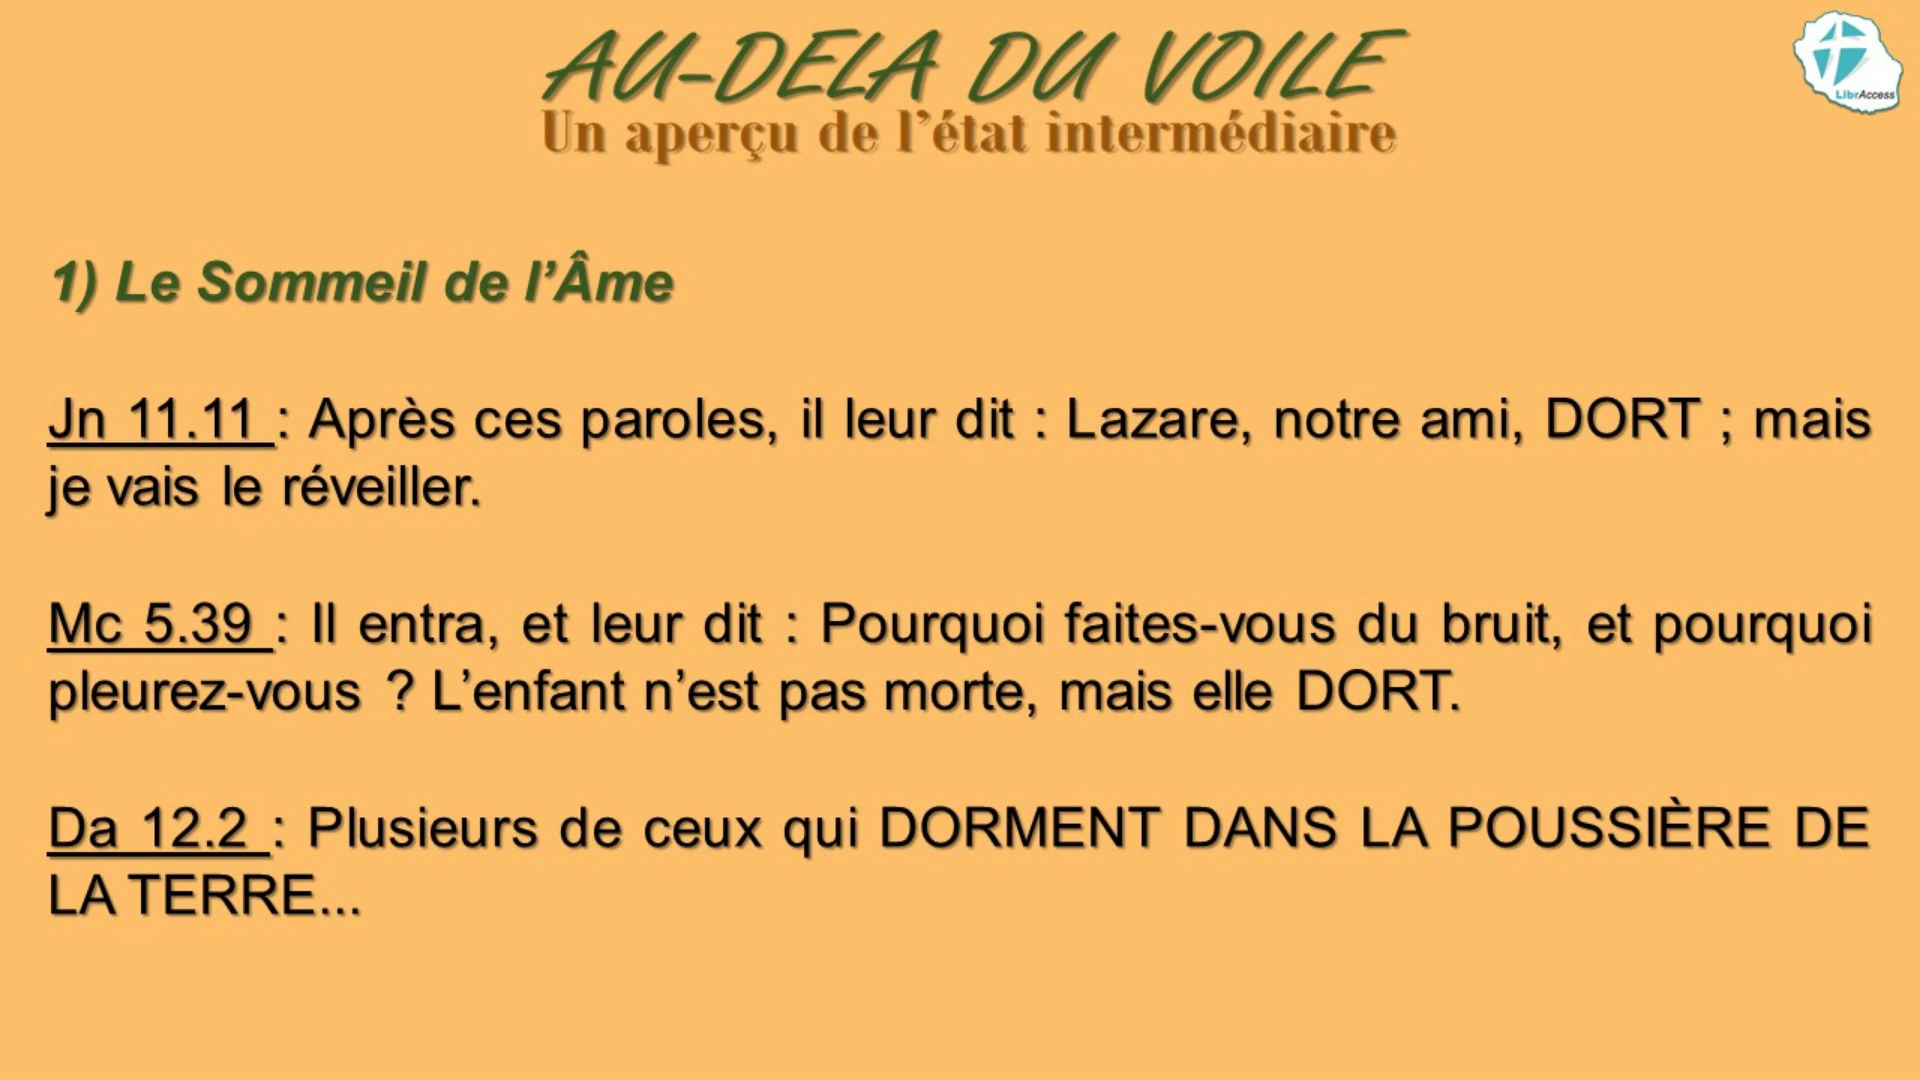 AU-DELA DU VOILE
Un aperçu de l’état intermédiaire
LibrAccess
1) Le Sommeil de l’Âme
Jn 11.11 : Après ces paroles, il leur dit : Lazare, notre ami, DORT ; mais
je vais le réveiller.
Mc 5.39 : Il entra, et leur dit : Pourquoi faites-vous du bruit, et pourquoi
pleurez-vous ? L’enfant n’est pas morte, mais elle DORT.
Da 12.2 : Plusieurs de ceux qui DORMENT DANS LA POUSSIÈRE DE
LA TERRE...